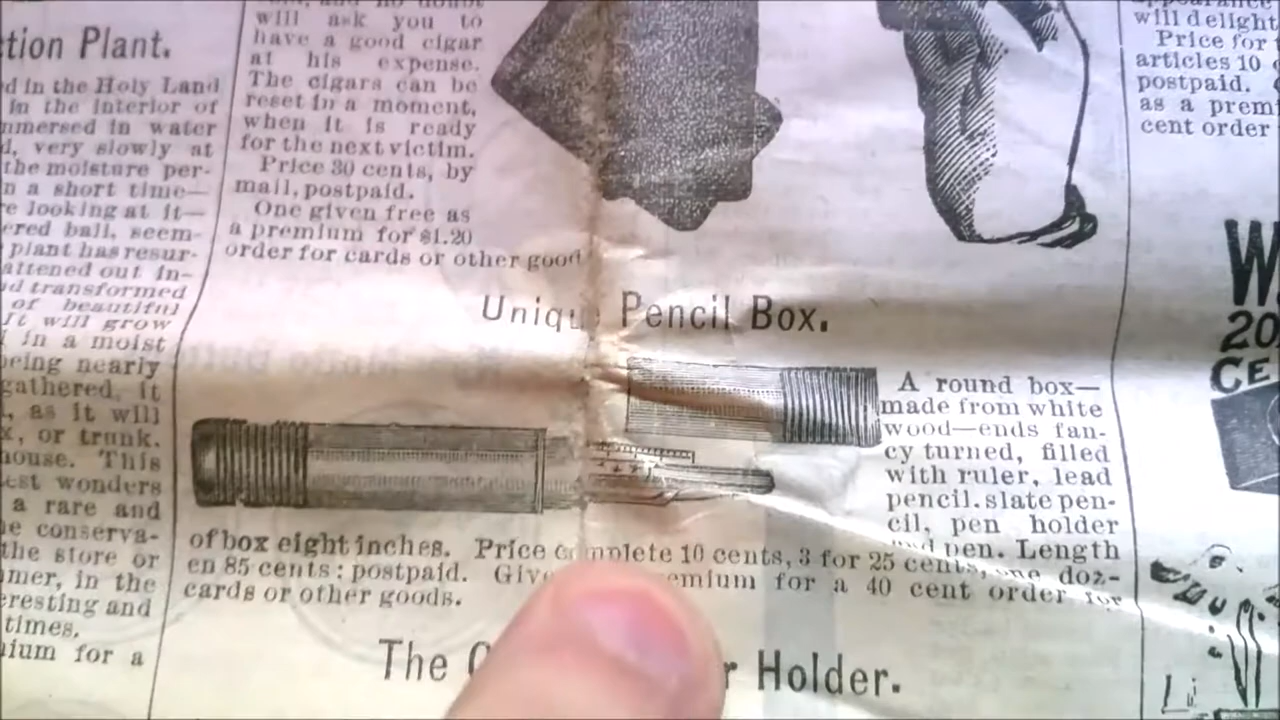 tion Plant.
d in the Holy Land
in the interior of
mmersed in water
d, very slowly at
the moisture per-
n a short time—
e looking at it—
ered ball, seem-
plant has resur-
attened out in-
d transformed
of beautiful
It will grow
in a moist
being nearly
gathered, it
, as it will
x, or trunk.
house. This
est wonders
a rare and
e conserva-
the store or
mer, in the
eresting and
times.
ium for a
will ask you to
have a good cigar
at his expense.
The cigars can be
reset in a moment,
when it is ready
for the next victim.
Price 30 cents, by
mail, postpaid.
One given free as
a premium for $1.20
order for cards or other good
Unique Pencil Box.
A round box—
made from white
wood—ends fan-
cy turned, filled
with ruler, lead
pencil. slate pen-
cil, pen holder
and pen. Length
of box eight inches. Price complete 10 cents, 3 for 25 cents, one doz-
en 85 cents: postpaid. Give emium for a 40 cent order for
cards or other goods.
The r Holder.
will delight
Price for
articles 10
postpaid.
as a prem
cent order
W
20
CE